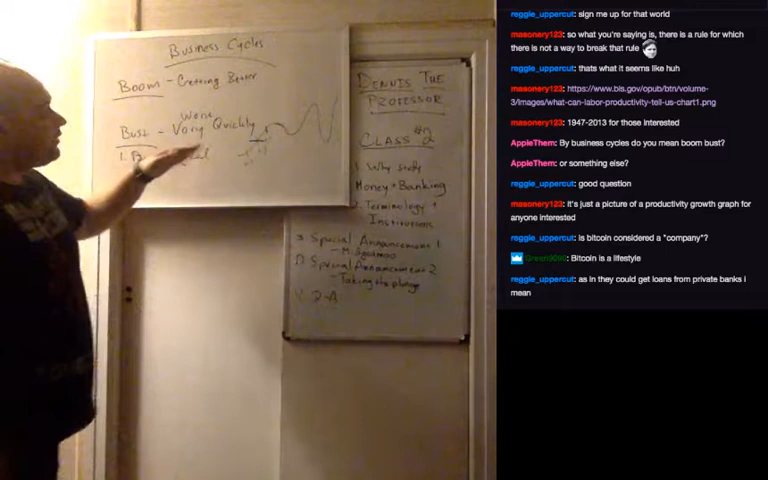 Business Cycles
Boom - Getting Better
Worse
Bust - Very Quickly
DENNIS THE
PROFESSOR
CLASS #2
I. Why study
Money + Banking
2. Terminology +
Institutions
3. Special Announcement 1
Special Announcement 2
Taking the plunge
V. Q-A
reggie_uppercut: sign me up for that world
masonery123: so what you're saying is, there is a rule for which
there is not a way to break that rule
reggie_uppercut: thats what it seems like huh
masonery123: https://www.bls.gov/opub/btn/volume-
3/images/what-can-labor-productivity-tell-us-chart1.png
masonery123: 1947-2013 for those interested
AppleThem: By business cycles do you mean boom bust?
AppleThem: or something else?
reggie_uppercut: good question
masonery123: It's just a picture of a productivity growth graph for
anyone interested
reggie_uppercut: is bitcoin considered a "company"?
: Bitcoin is a lifestyle
reggie_uppercut: as in they could get loans from private banks i
mean